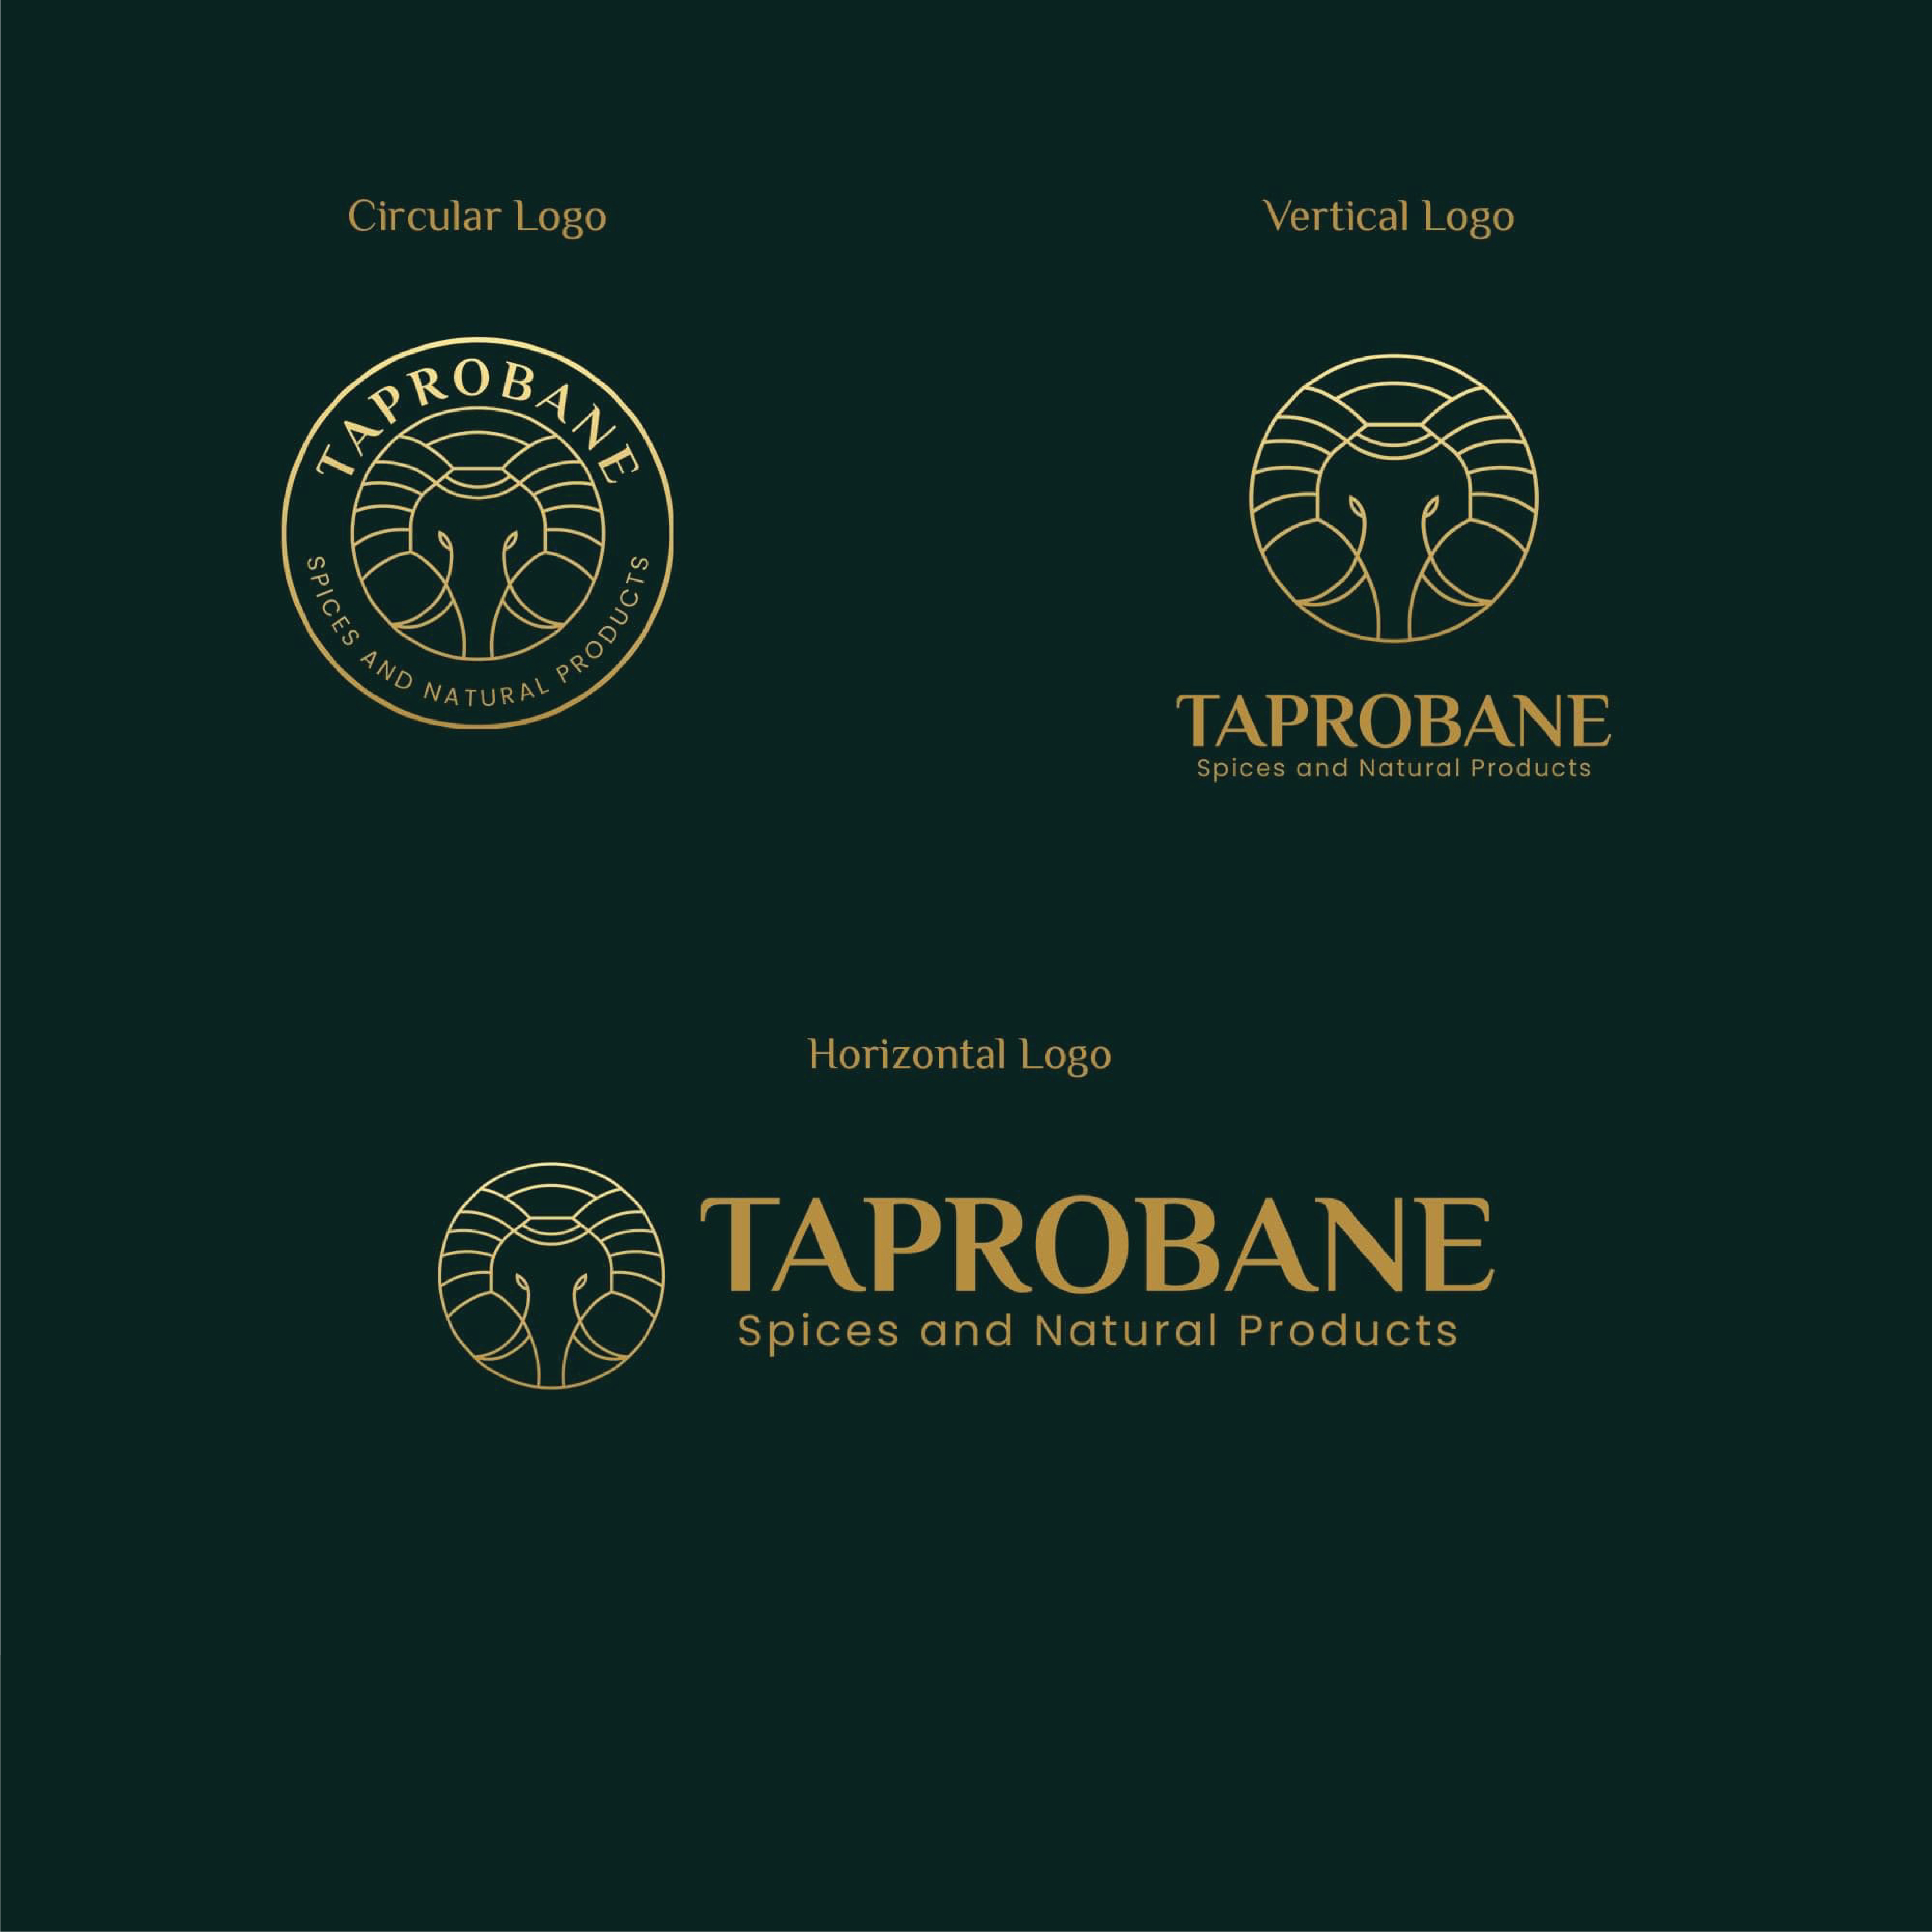 Circular Logo
Vertical Logo
TAPROBANE
SPICES AND NATURAL PRODUCTS
TAPROBANE
Spices and Natural Products
Horizontal Logo
TAPROBANE
Spices and Natural Products